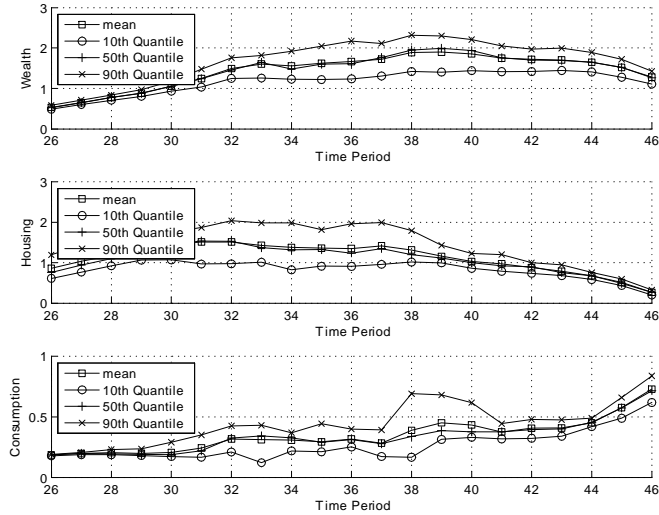 3
2
1
0
Wealth
mean
10th Quantile
50th Quantile
90th Quantile
26 28 30 32 34 36 38 40 42 44 46
Time Period
3
2
1
0
Housing
mean
10th Quantile
50th Quantile
90th Quantile
26 28 30 32 34 36 38 40 42 44 46
Time Period
1
0.5
0
Consumption
mean
10th Quantile
50th Quantile
90th Quantile
26 28 30 32 34 36 38 40 42 44 46
Time Period